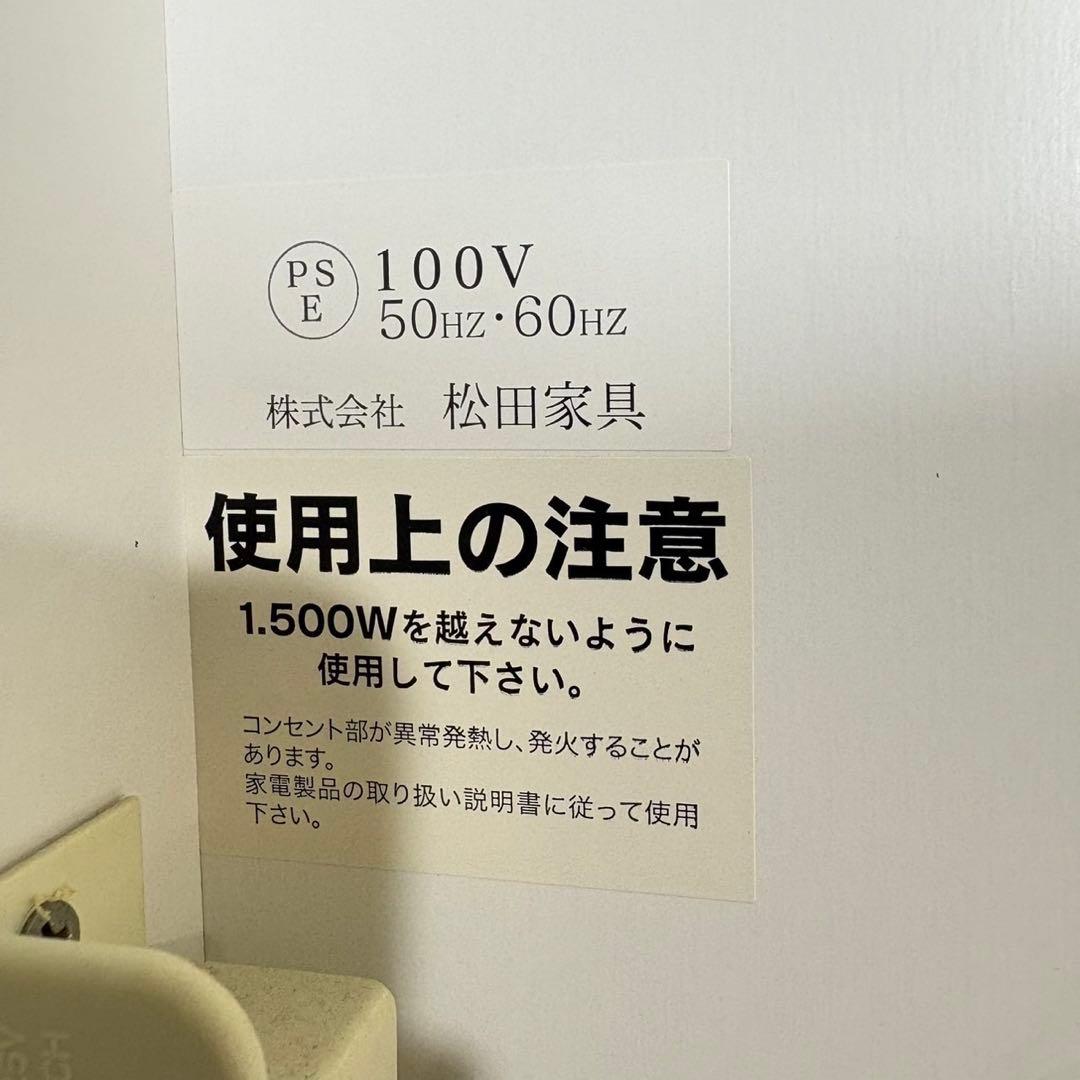 PS
E
100V
50HZ・60HZ
株式会社 松田家具
使用上の注意
1.500Wを越えないように
使用して下さい。
コンセント部が異常発熱し、発火することが
あります。
家電製品の取り扱い説明書に従って使用
下さい。